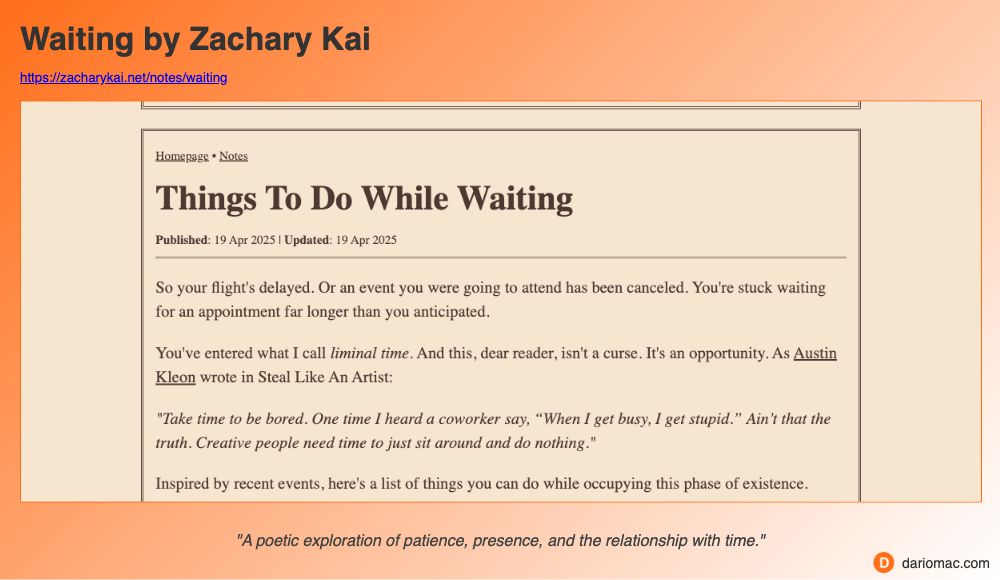 Waiting by Zachary Kai
https://zacharykai.net/notes/waiting
Homepage • Notes
Things To Do While Waiting
Published: 19 Apr 2025 | Updated: 19 Apr 2025
So your flight's delayed. Or an event you were going to attend has been canceled. You're stuck waiting
for an appointment far longer than you anticipated.
You've entered what I call liminal time. And this, dear reader, isn't a curse. It's an opportunity. As Austin
Kleon wrote in Steal Like An Artist:
"Take time to be bored. One time I heard a coworker say, “When I get busy, I get stupid.” Ain’t that the
truth. Creative people need time to just sit around and do nothing."
Inspired by recent events, here's a list of things you can do while occupying this phase of existence.
"A poetic exploration of patience, presence, and the relationship with time."
D dariomac.com